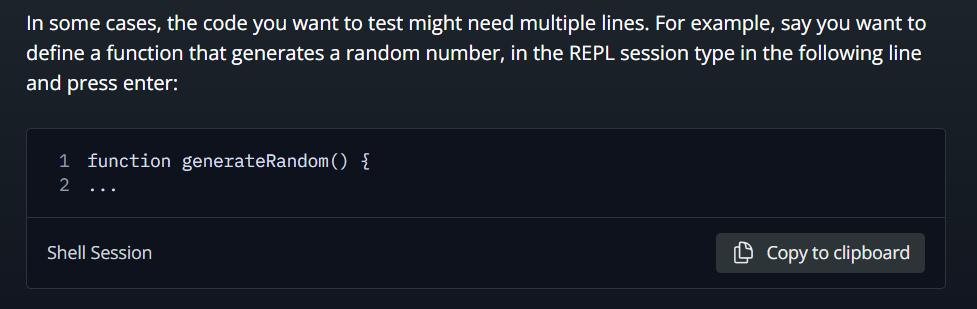 In some cases, the code you want to test might need multiple lines. For example, say you want to
define a function that generates a random number, in the REPL session type in the following line
and press enter:
1 function generateRandom() {
2 ...
Shell Session
Copy to clipboard